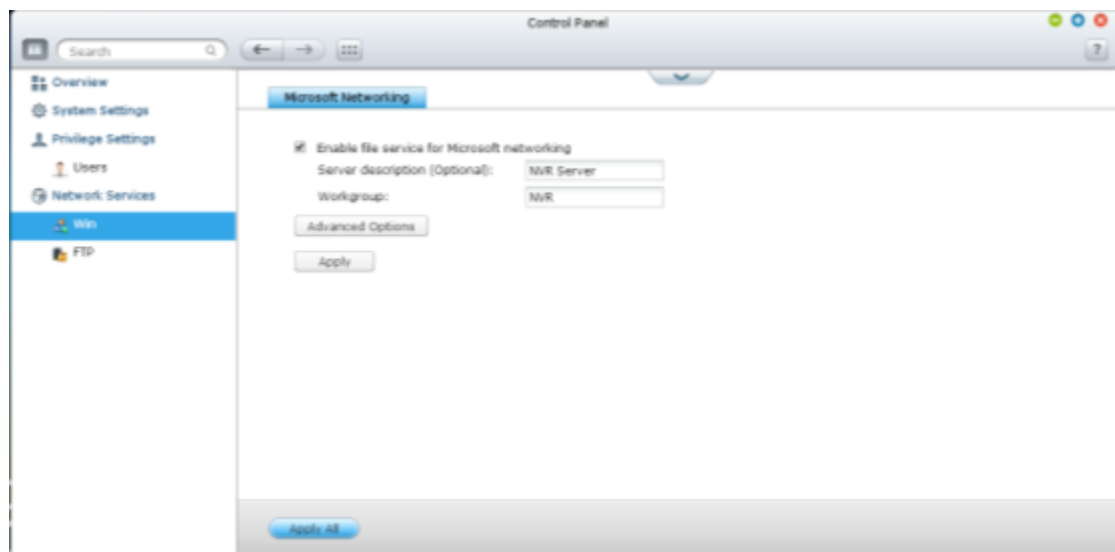 Control Panel
Search
?
Overview
System Settings
Privilege Settings
Users
Network Services
Win
FTP
Microsoft Networking
Enable file service for Microsoft networking
Server description (Optional): NVR Server
Workgroup: NVR
Advanced Options
Apply
Apply All